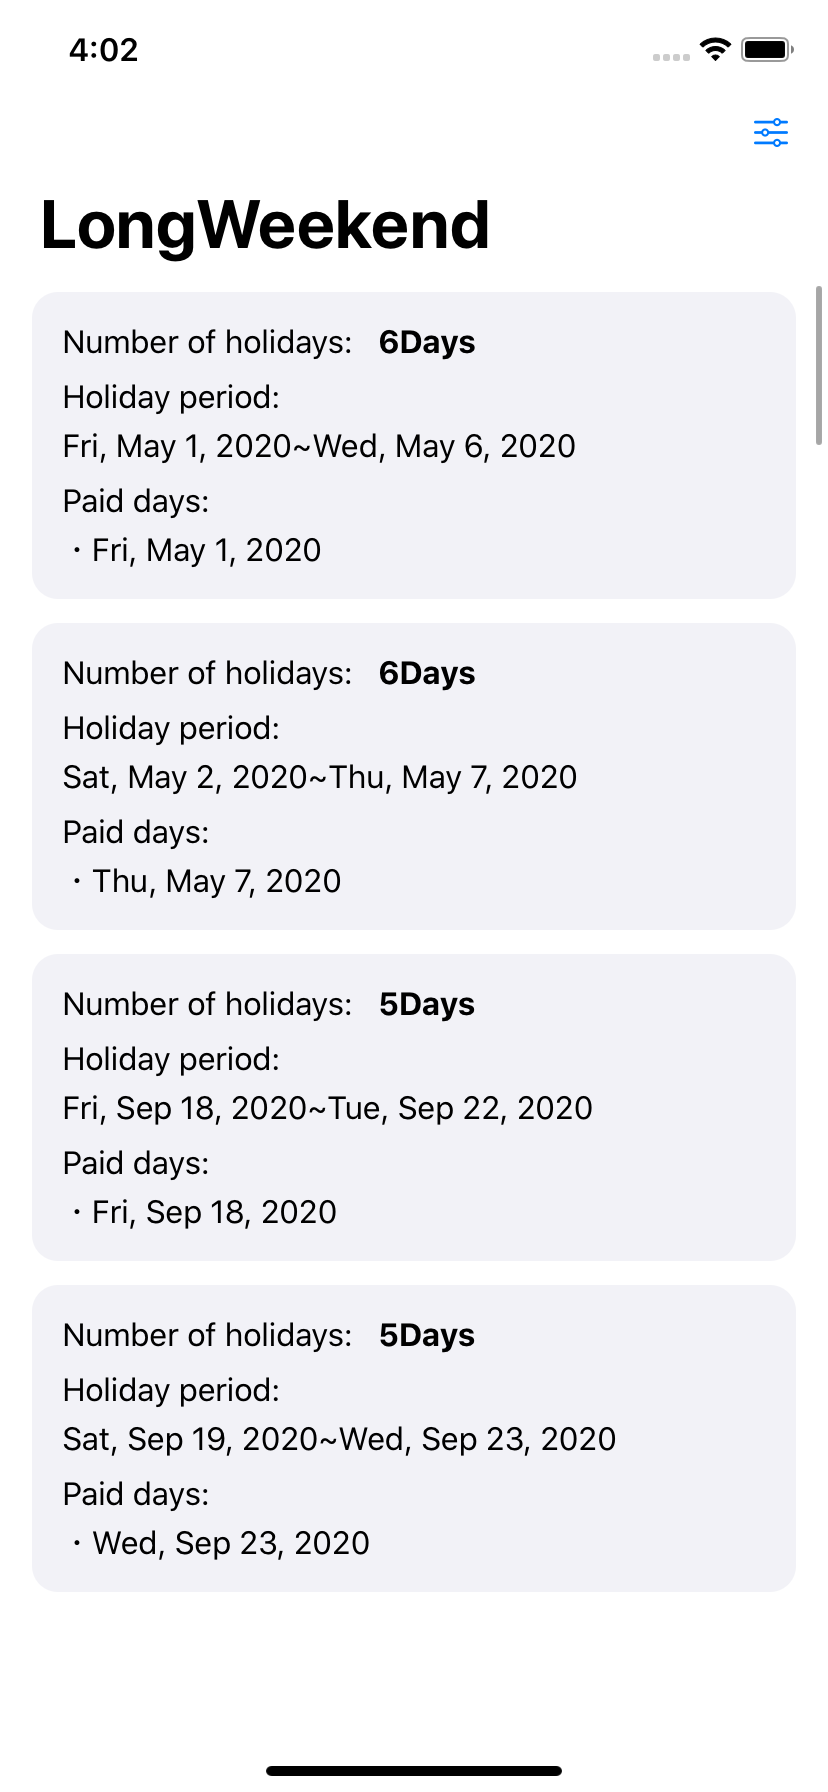 4:02
LongWeekend
Number of holidays: 6Days
Holiday period:
Fri, May 1, 2020~Wed, May 6, 2020
Paid days:
・Fri, May 1, 2020
Number of holidays: 6Days
Holiday period:
Sat, May 2, 2020~Thu, May 7, 2020
Paid days:
・Thu, May 7, 2020
Number of holidays: 5Days
Holiday period:
Fri, Sep 18, 2020~Tue, Sep 22, 2020
Paid days:
・Fri, Sep 18, 2020
Number of holidays: 5Days
Holiday period:
Sat, Sep 19, 2020~Wed, Sep 23, 2020
Paid days:
・Wed, Sep 23, 2020